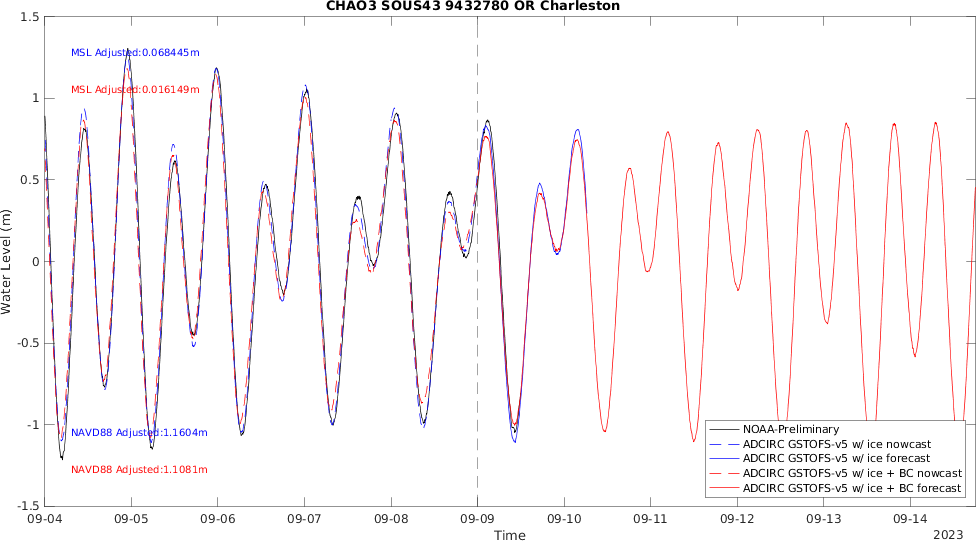 CHAO3 SOUS43 9432780 OR Charleston
1.5
1
0.5
0
-0.5
-1
-1.5
Water Level (m)
MSL Adjusted:0.068445m
MSL Adjusted:0.016149m
NAVD88 Adjusted:1.1604m
NAVD88 Adjusted:1.1081m
NOAA-Preliminary
ADCIRC GSTOFS-v5 w/ ice nowcast
ADCIRC GSTOFS-v5 w/ ice forecast
ADCIRC GSTOFS-v5 w/ ice + BC nowcast
ADCIRC GSTOFS-v5 w/ ice + BC forecast
09-04 09-05 09-06 09-07 09-08 09-09 09-10 09-11 09-12 09-13 09-14
Time
2023